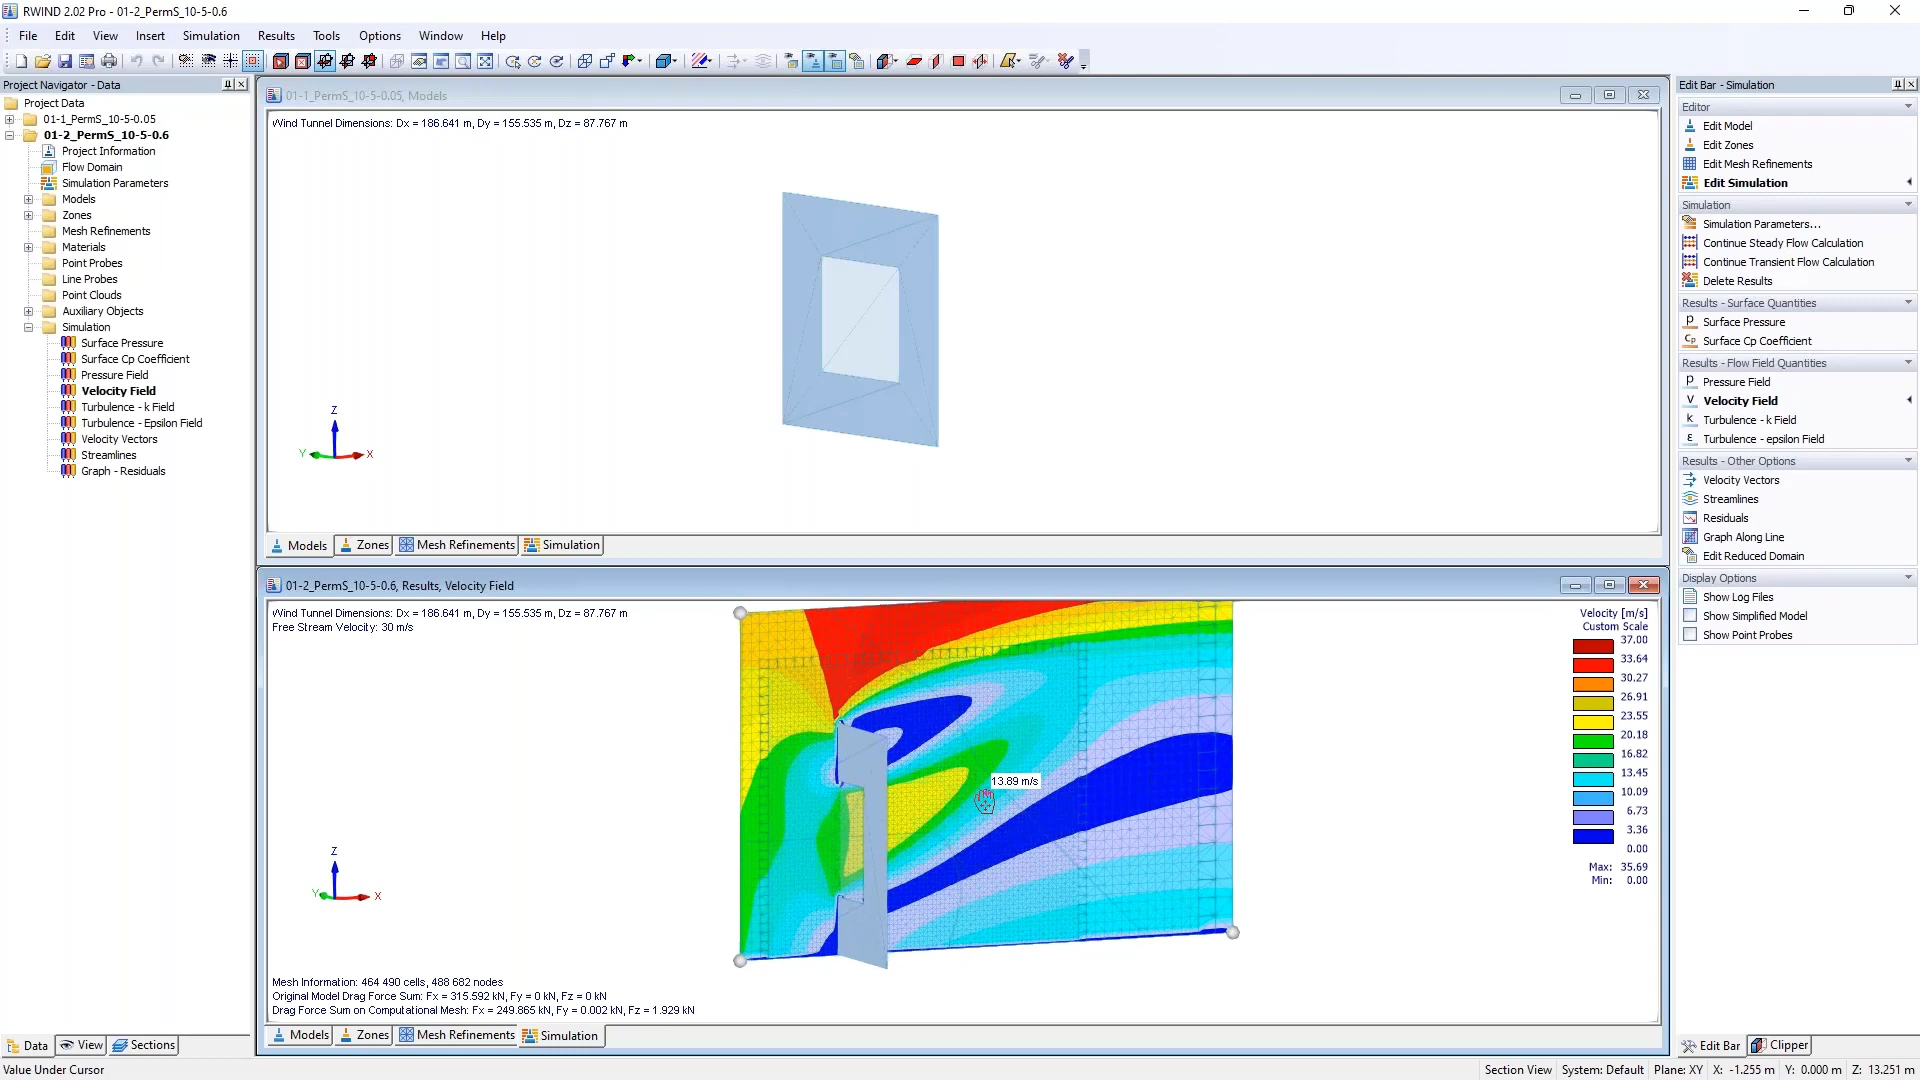 RWIND 2.02 Pro - 01-2_PermS_10-5-0.6
File Edit View Insert Simulation Results Tools Options Window Help
Project Navigator - Data
Project Data
01-1_PermS_10-5-0.05
01-2_PermS_10-5-0.6
Project Information
Flow Domain
Simulation Parameters
Models
Zones
Mesh Refinements
Materials
Point Probes
Line Probes
Point Clouds
Auxiliary Objects
Simulation
Surface Pressure
Surface Cp Coefficient
Pressure Field
Velocity Field
Turbulence - k Field
Turbulence - Epsilon Field
Velocity Vectors
Streamlines
Graph - Residuals
Data View Sections
01-1_PermS_10-5-0.05, Models
Wind Tunnel Dimensions: Dx = 186.641 m, Dy = 155.535 m, Dz = 87.767 m
Z
Y X
Models Zones Mesh Refinements Simulation
01-2_PermS_10-5-0.6, Results, Velocity Field
Wind Tunnel Dimensions: Dx = 186.641 m, Dy = 155.535 m, Dz = 87.767 m
Free Stream Velocity: 30 m/s
13.89 m/s
Z
Y X
Velocity [m/s]
Custom Scale
37.00
33.64
30.27
26.91
23.55
20.18
16.82
13.45
10.09
6.73
3.36
0.00
Max: 35.69
Min: 0.00
Mesh Information: 464 490 cells, 488 682 nodes
Original Model Drag Force Sum: Fx = 315.592 kN, Fy = 0 kN, Fz = 0 kN
Drag Force Sum on Computational Mesh: Fx = 249.865 kN, Fy = 0.002 kN, Fz = 1.929 kN
Models Zones Mesh Refinements Simulation
Edit Bar - Simulation
Editor
Edit Model
Edit Zones
Edit Mesh Refinements
Edit Simulation
Simulation
Simulation Parameters...
Continue Steady Flow Calculation
Continue Transient Flow Calculation
Delete Results
Results - Surface Quantities
p Surface Pressure
Cp Surface Cp Coefficient
Results - Flow Field Quantities
p Pressure Field
v Velocity Field
k Turbulence - k Field
ε Turbulence - epsilon Field
Results - Other Options
Velocity Vectors
Streamlines
Residuals
Graph Along Line
Edit Reduced Domain
Display Options
Show Log Files
Show Simplified Model
Show Point Probes
Edit Bar Clipper
Value Under Cursor
Section View System: Default Plane: XY X: -1.255 m Y: 0.000 m Z: 13.251 m